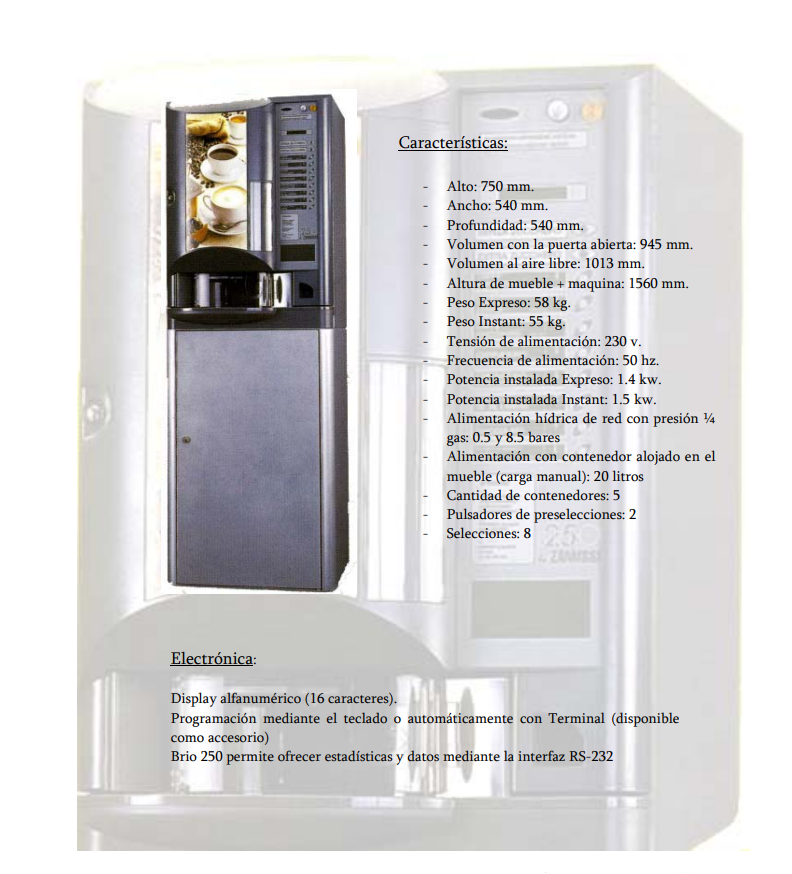 Características:
- Alto: 750 mm.
- Ancho: 540 mm.
- Profundidad: 540 mm.
- Volumen con la puerta abierta: 945 mm.
- Volumen al aire libre: 1013 mm.
- Altura de mueble + maquina: 1560 mm.
- Peso Expreso: 58 kg.
- Peso Instant: 55 kg.
- Tensión de alimentación: 230 v.
- Frecuencia de alimentación: 50 hz.
- Potencia instalada Expreso: 1.4 kw.
- Potencia instalada Instant: 1.5 kw.
- Alimentación hídrica de red con presión ¼
gas: 0.5 y 8.5 bares
- Alimentación con contenedor alojado en el
mueble (carga manual): 20 litros
- Cantidad de contenedores: 5
- Pulsadores de preselecciones: 2
- Selecciones: 8
250
Electrónica:
Display alfanumérico (16 caracteres).
Programación mediante el teclado o automáticamente con Terminal (disponible
como accesorio)
Brio 250 permite ofrecer estadísticas y datos mediante la interfaz RS-232